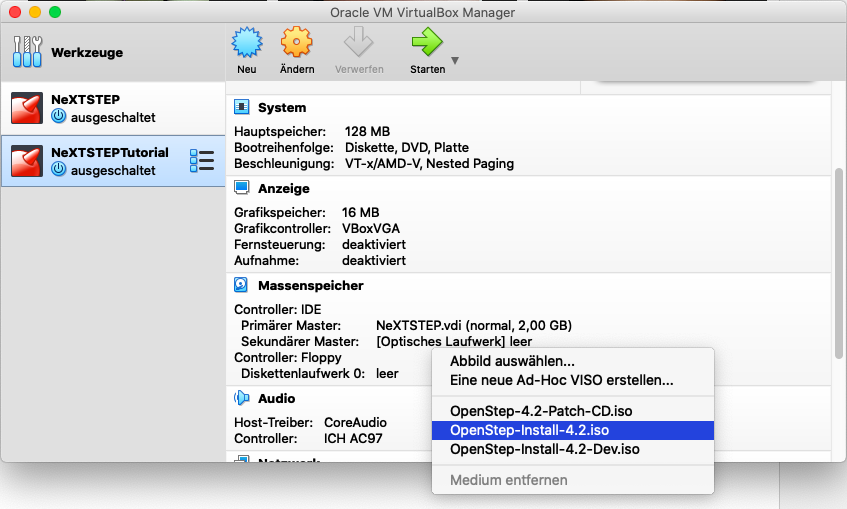 Oracle VM VirtualBox Manager
Werkzeuge
Neu Ändern Verwerfen Starten
NeXTSTEP
ausgeschaltet
NeXTSTEPTutorial
ausgeschaltet
System
Hauptspeicher: 128 MB
Bootreihenfolge: Diskette, DVD, Platte
Beschleunigung: VT-x/AMD-V, Nested Paging
Anzeige
Grafikspeicher: 16 MB
Grafikcontroller: VBoxVGA
Fernsteuerung: deaktiviert
Aufnahme: deaktiviert
Massenspeicher
Controller: IDE
Primärer Master: NeXTSTEP.vdi (normal, 2,00 GB)
Sekundärer Master: [Optisches Laufwerk] leer
Controller: Floppy
Diskettenlaufwerk 0: leer
Audio
Host-Treiber: CoreAudio
Controller: ICH AC97
Netzwerk
Abbild auswählen...
Eine neue Ad-Hoc VISO erstellen...
OpenStep-4.2-Patch-CD.iso
OpenStep-Install-4.2.iso
OpenStep-Install-4.2-Dev.iso
Medium entfernen